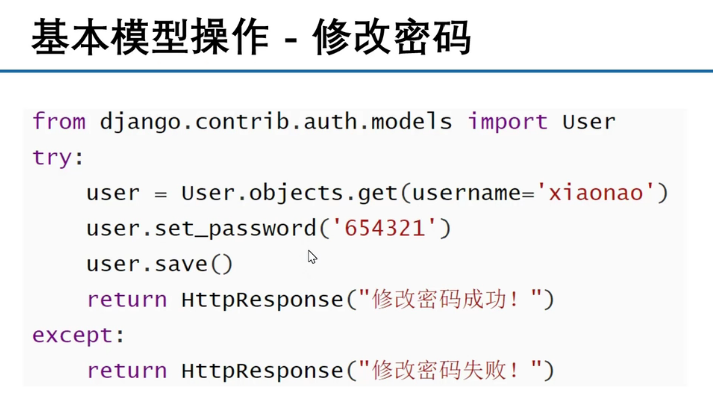 基本模型操作 - 修改密码
from django.contrib.auth.models import User
try:
    user = User.objects.get(username='xiaonao')
    user.set_password('654321')
    user.save()
    return HttpResponse("修改密码成功！")
except:
    return HttpResponse("修改密码失败！")